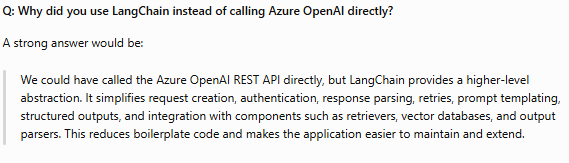 Q: Why did you use LangChain instead of calling Azure OpenAI directly?
A strong answer would be:
We could have called the Azure OpenAI REST API directly, but LangChain provides a higher-level
abstraction. It simplifies request creation, authentication, response parsing, retries, prompt templating,
structured outputs, and integration with components such as retrievers, vector databases, and output
parsers. This reduces boilerplate code and makes the application easier to maintain and extend.